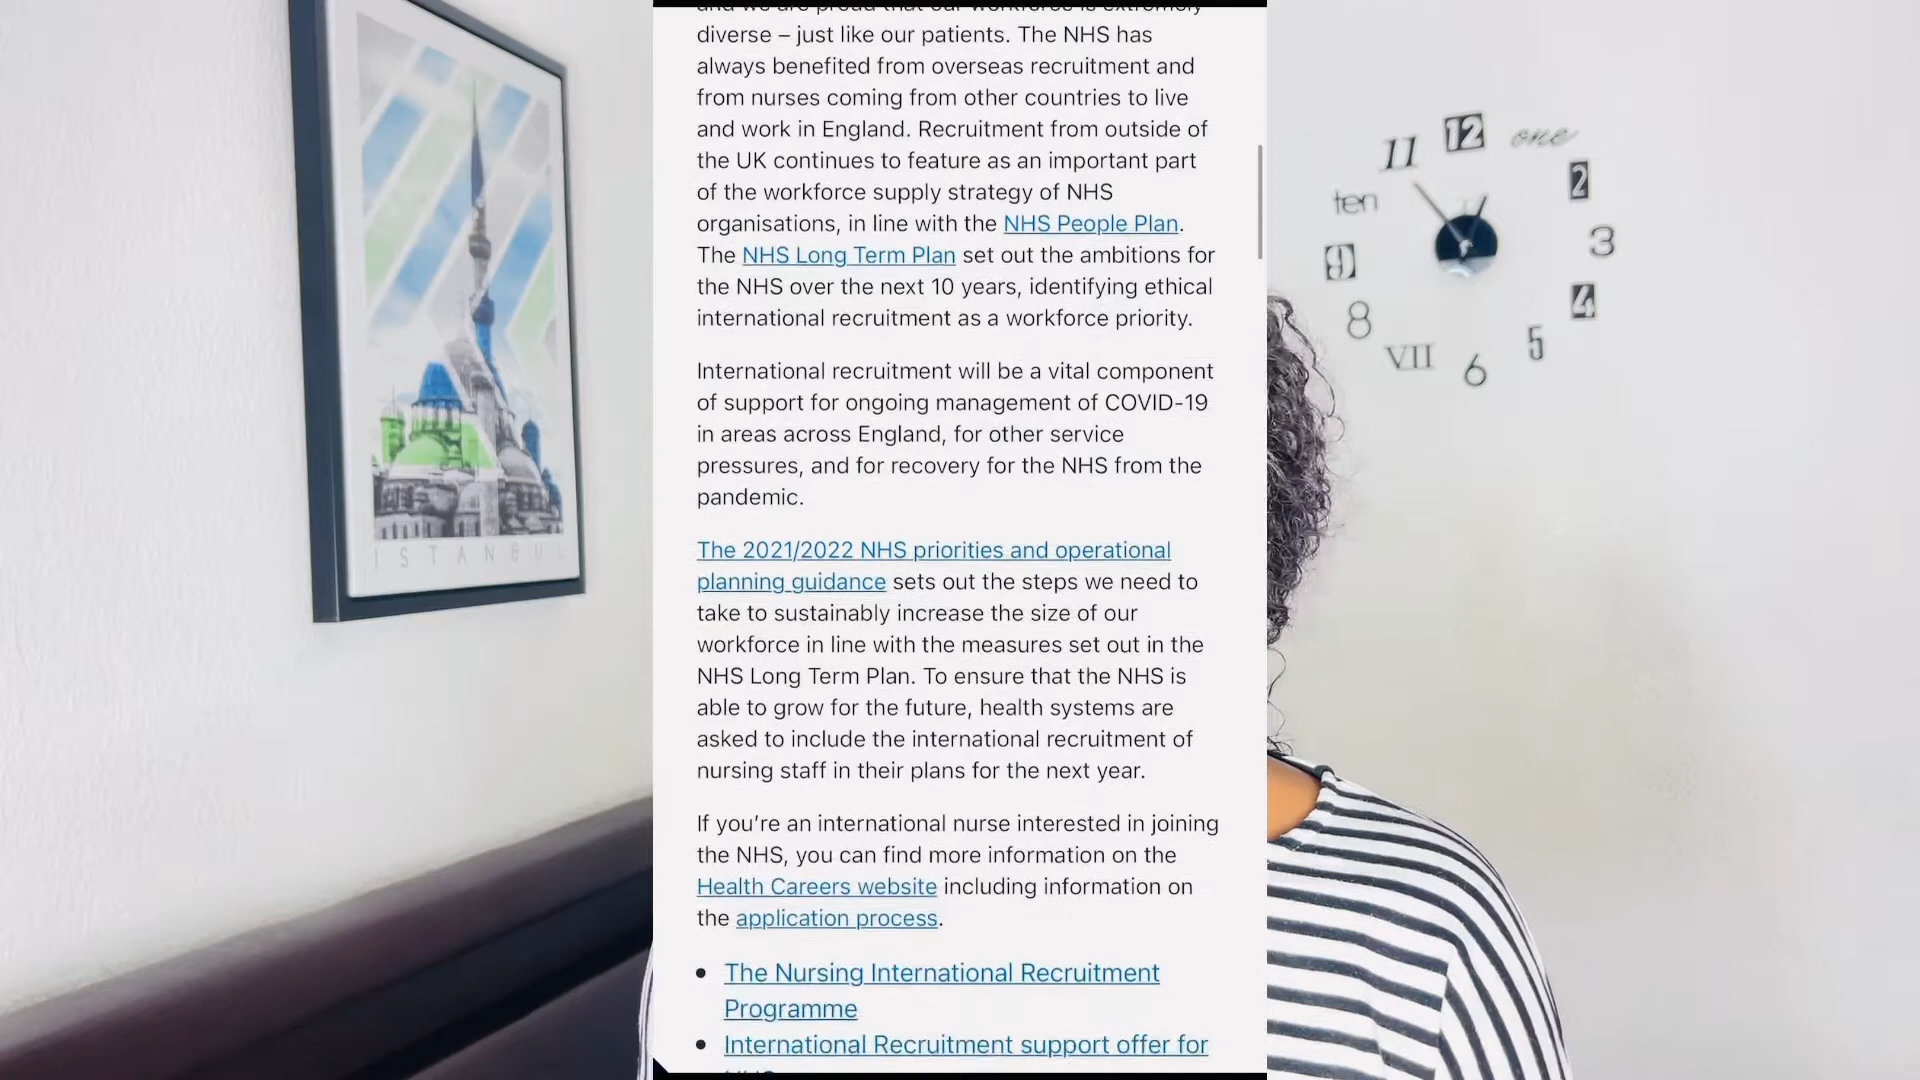 and we are proud that our workforce is extremely
diverse – just like our patients. The NHS has
always benefited from overseas recruitment and
from nurses coming from other countries to live
and work in England. Recruitment from outside of
the UK continues to feature as an important part
of the workforce supply strategy of NHS
organisations, in line with the NHS People Plan.
The NHS Long Term Plan set out the ambitions for
the NHS over the next 10 years, identifying ethical
international recruitment as a workforce priority.
International recruitment will be a vital component
of support for ongoing management of COVID-19
in areas across England, for other service
pressures, and for recovery for the NHS from the
pandemic.
The 2021/2022 NHS priorities and operational
planning guidance sets out the steps we need to
take to sustainably increase the size of our
workforce in line with the measures set out in the
NHS Long Term Plan. To ensure that the NHS is
able to grow for the future, health systems are
asked to include the international recruitment of
nursing staff in their plans for the next year.
If you’re an international nurse interested in joining
the NHS, you can find more information on the
Health Careers website including information on
the application process.
• The Nursing International Recruitment
Programme
• International Recruitment support offer for
ISTANBUL
12
one
2
3
4
5
6
VII
8
9
ten
11